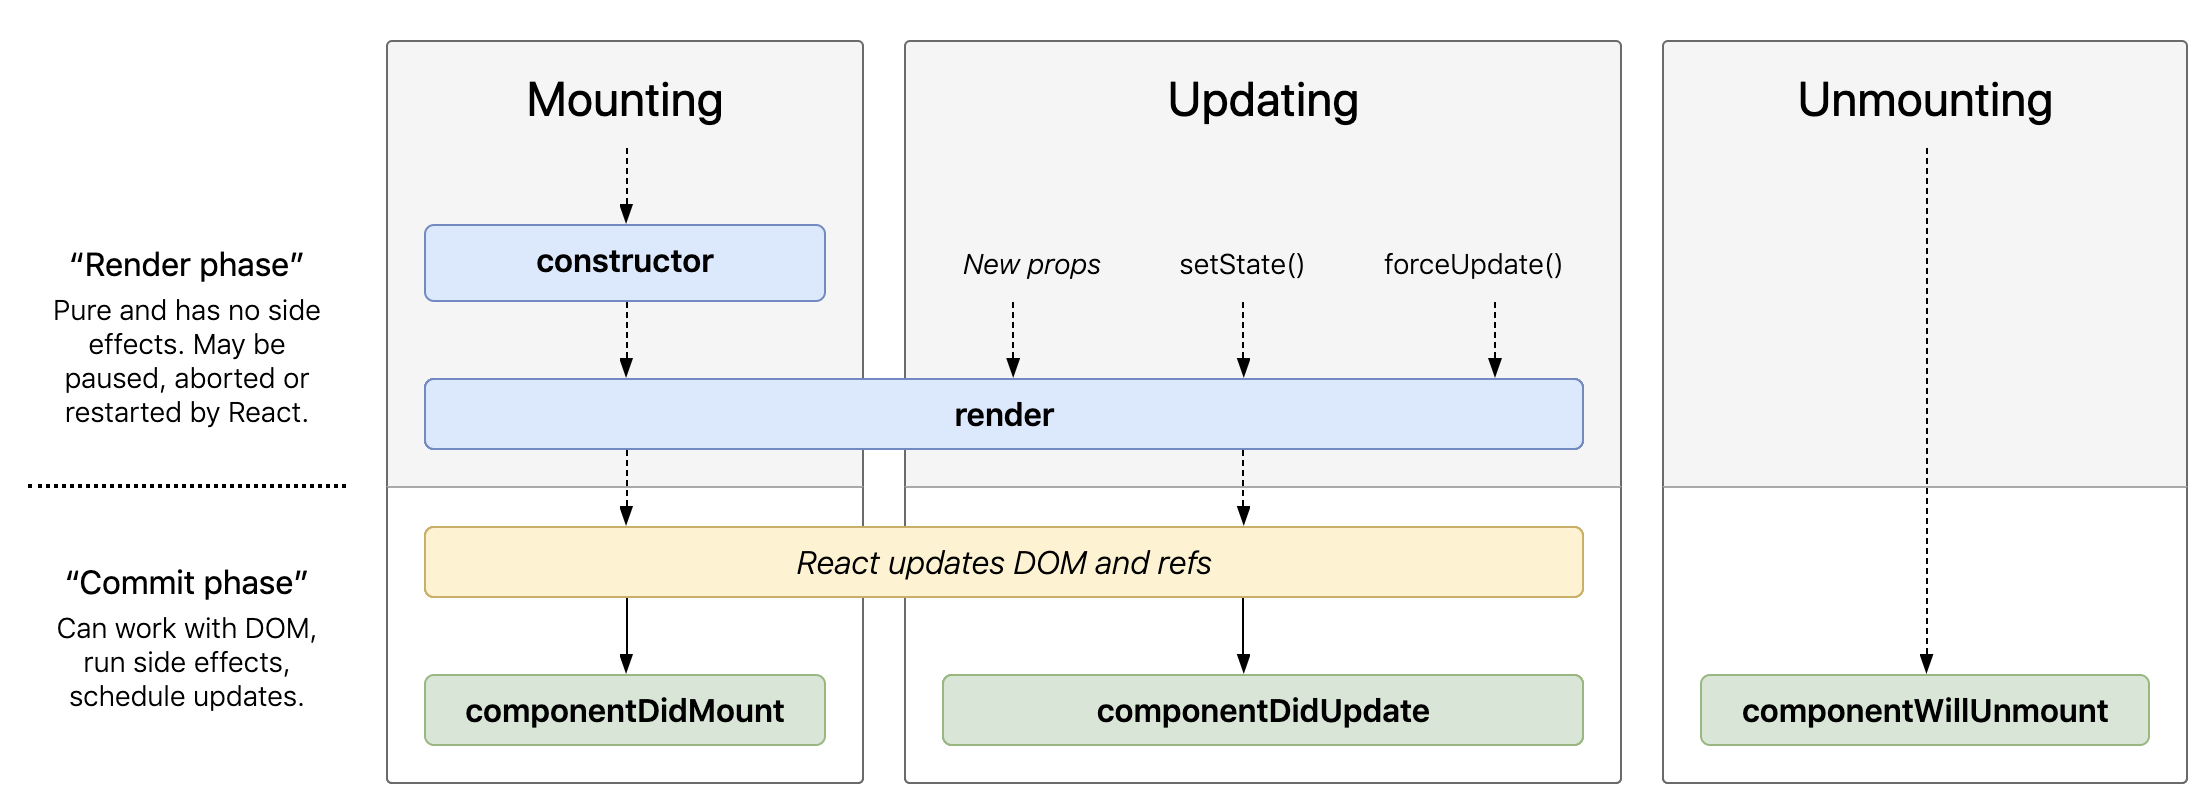 Mounting
Updating
Unmounting
“Render phase”
Pure and has no side
effects. May be
paused, aborted or
restarted by React.
constructor
New props
setState()
forceUpdate()
render
“Commit phase”
Can work with DOM,
run side effects,
schedule updates.
React updates DOM and refs
componentDidMount
componentDidUpdate
componentWillUnmount